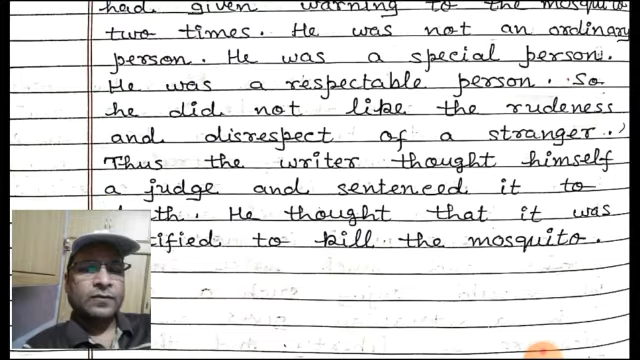 had given warning to the mosquito
two times. He was not an ordinary
person. He was a special person.
He was a respectable person. So
he did not like the rudeness
and disrespect of a stranger.
Thus the writer thought himself
a judge and sentenced it to
He thought that it was
to kill the mosquito.